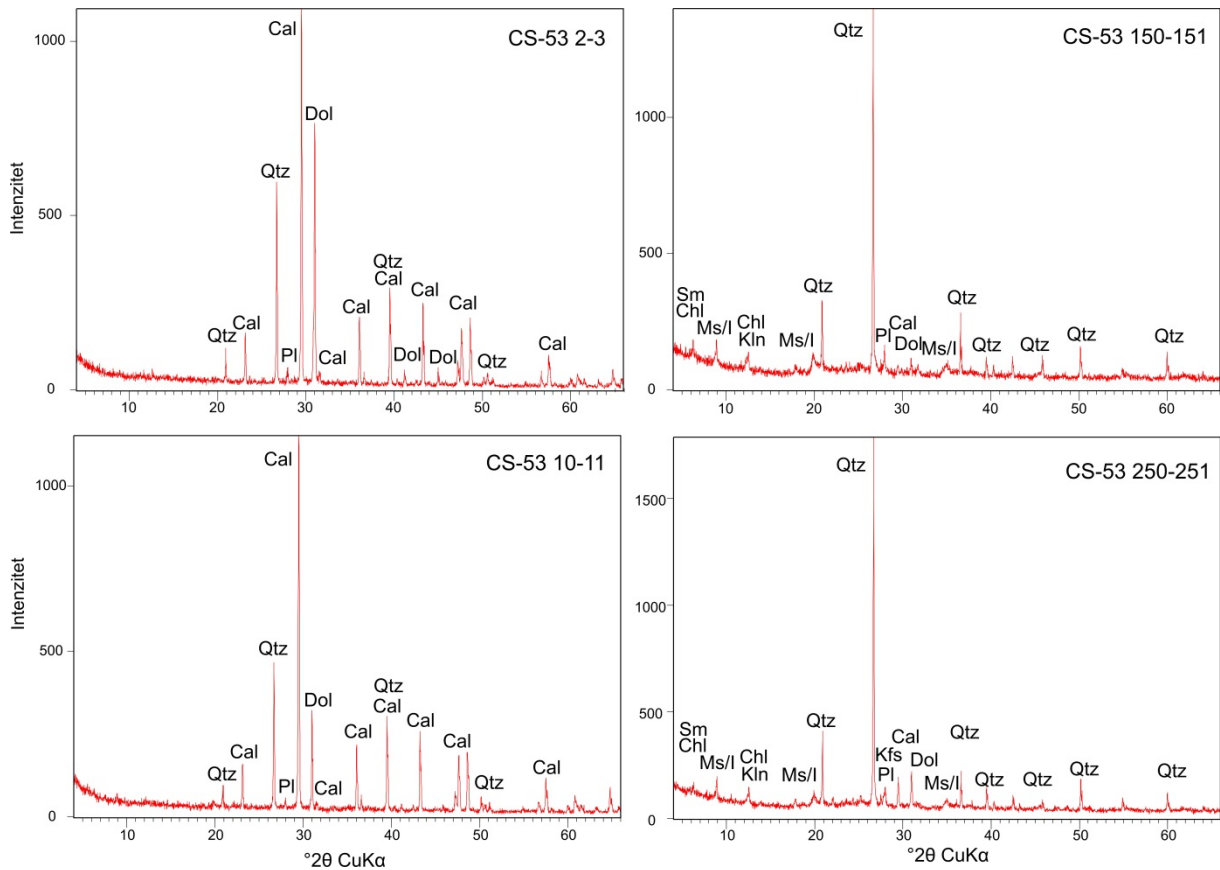 CS-53 2-3
Intenzitet
1000
500
0
Cal
Dol
Qtz
Qtz
Cal
Pl
Cal
Cal
Qtz
Cal
Dol
Cal
Dol
Cal
Qtz
Cal
10 20 30 40 50 60
CS-53 150-151
1000
500
0
Qtz
Sm
Chl
Ms/I
Chl
Kln
Ms/I
Qtz
Pl
Cal
Dol
Ms/I
Qtz
Qtz
Qtz
Qtz
Qtz
10 20 30 40 50 60
CS-53 10-11
Intenzitet
1000
500
0
Cal
Qtz
Dol
Qtz
Cal
Pl
Cal
Cal
Qtz
Cal
Cal
Cal
Qtz
Cal
10 20 30 40 50 60
°2θ CuKα
CS-53 250-251
1500
1000
500
0
Qtz
Sm
Chl
Ms/I
Chl
Kln
Ms/I
Qtz
Kfs
Pl
Cal
Dol
Ms/I
Qtz
Qtz
Qtz
Qtz
Qtz
10 20 30 40 50 60
°2θ CuKα